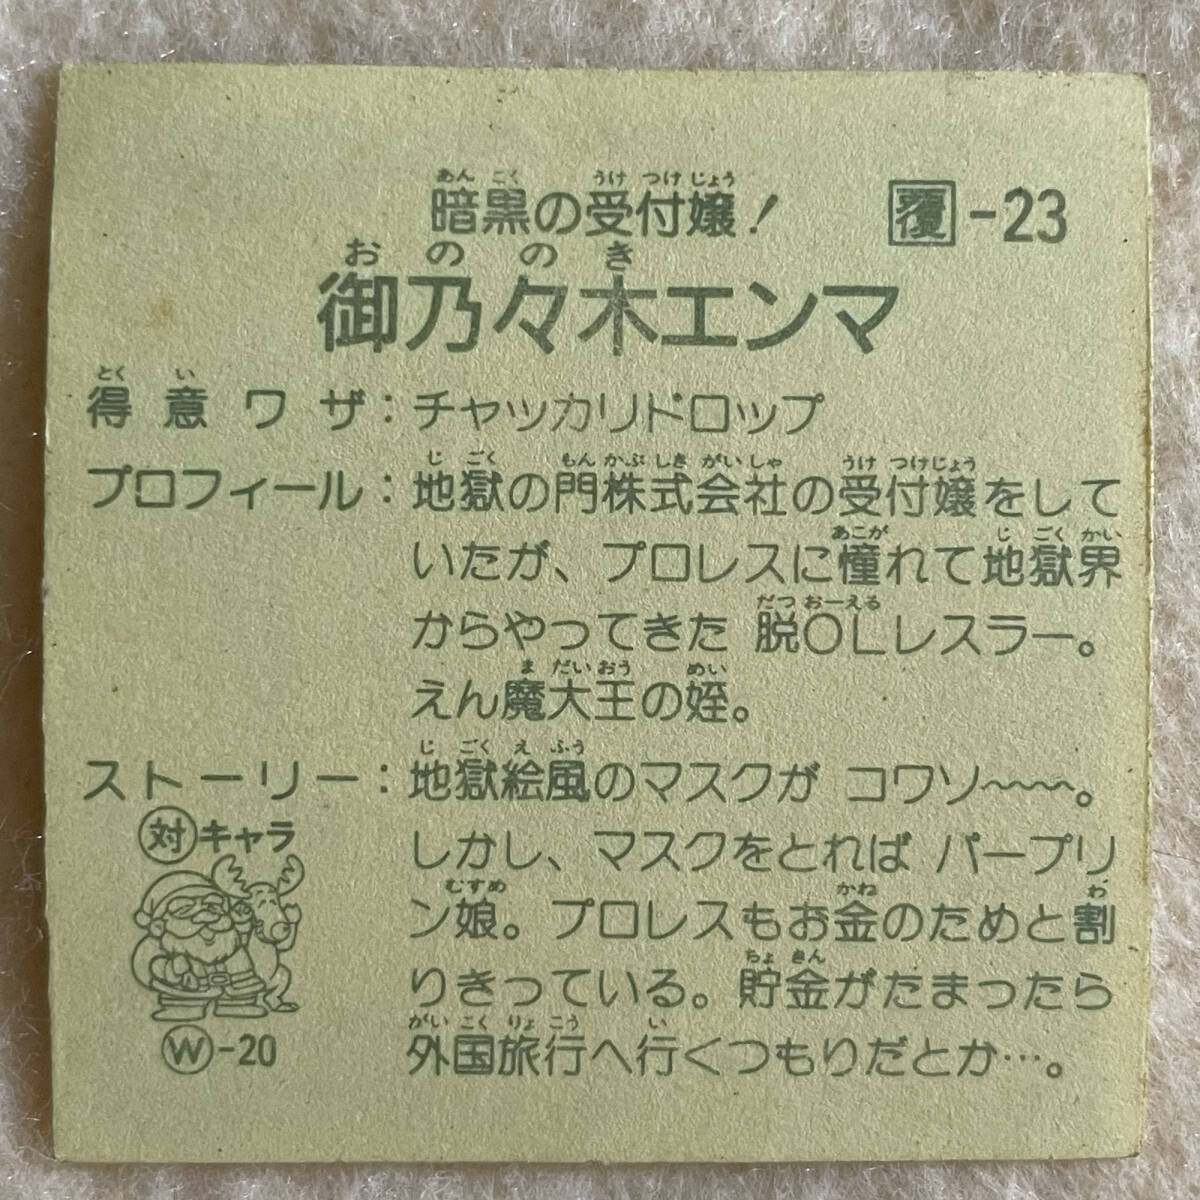 暗黒の受付嬢！
覆-23
御乃々木エンマ
得意ワザ：チャッカリドロップ
プロフィール：地獄の門株式会社の受付嬢をして
いたが、プロレスに憧れて地獄界
からやってきた 脱OLレスラー。
えん魔大王の姪。
ストーリー：地獄絵風のマスクが コワソ〜〜〜。
しかし、マスクをとれば パープリ
ン娘。プロレスもお金のためと割
りきっている。貯金がたまったら
外国旅行へ行くつもりだとか…。
対キャラ
W-20